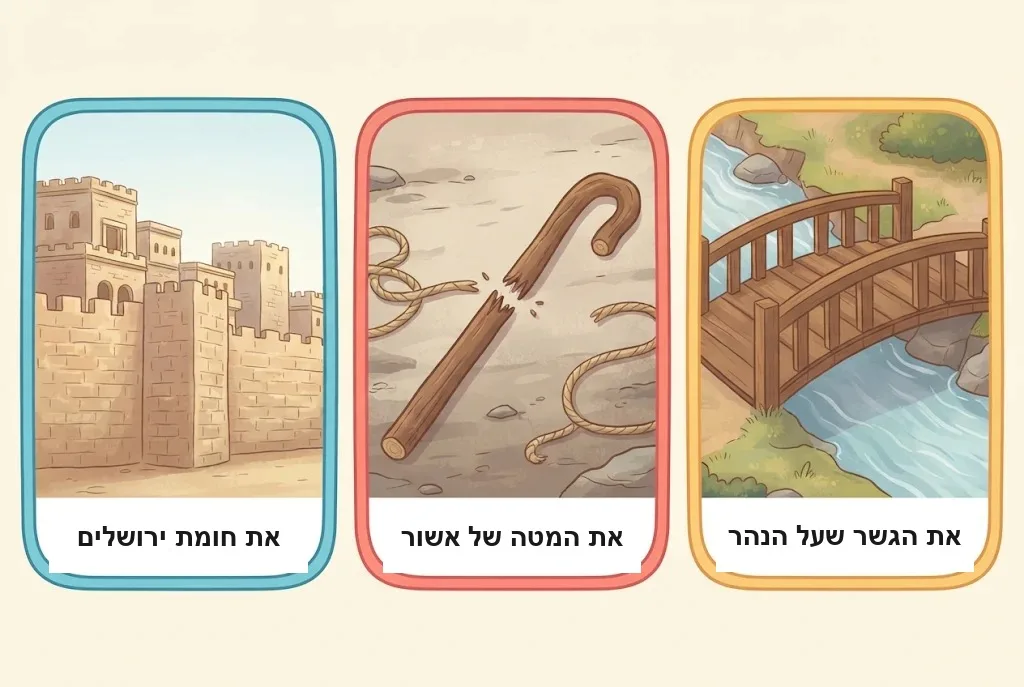 את הגשר שעל הנהר
את המטה של אשור
את חומת ירושלים